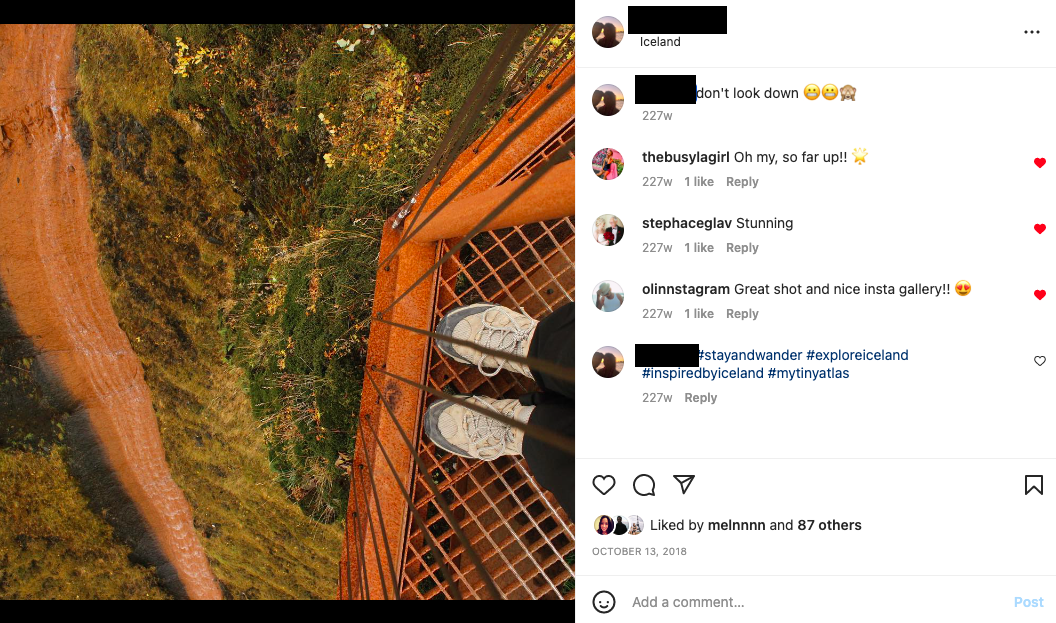 Iceland
don't look down 😬😬🙈
227w
thebusylagirl Oh my, so far up!! 🌟
227w 1 like Reply
stephaceglav Stunning
227w 1 like Reply
olinnstagram Great shot and nice insta gallery!! 😍
227w 1 like Reply
#stayandwander #exploreiceland
#inspiredbyiceland #mytinyatlas
227w Reply
Liked by melnnnn and 87 others
OCTOBER 13, 2018
Add a comment...
Post